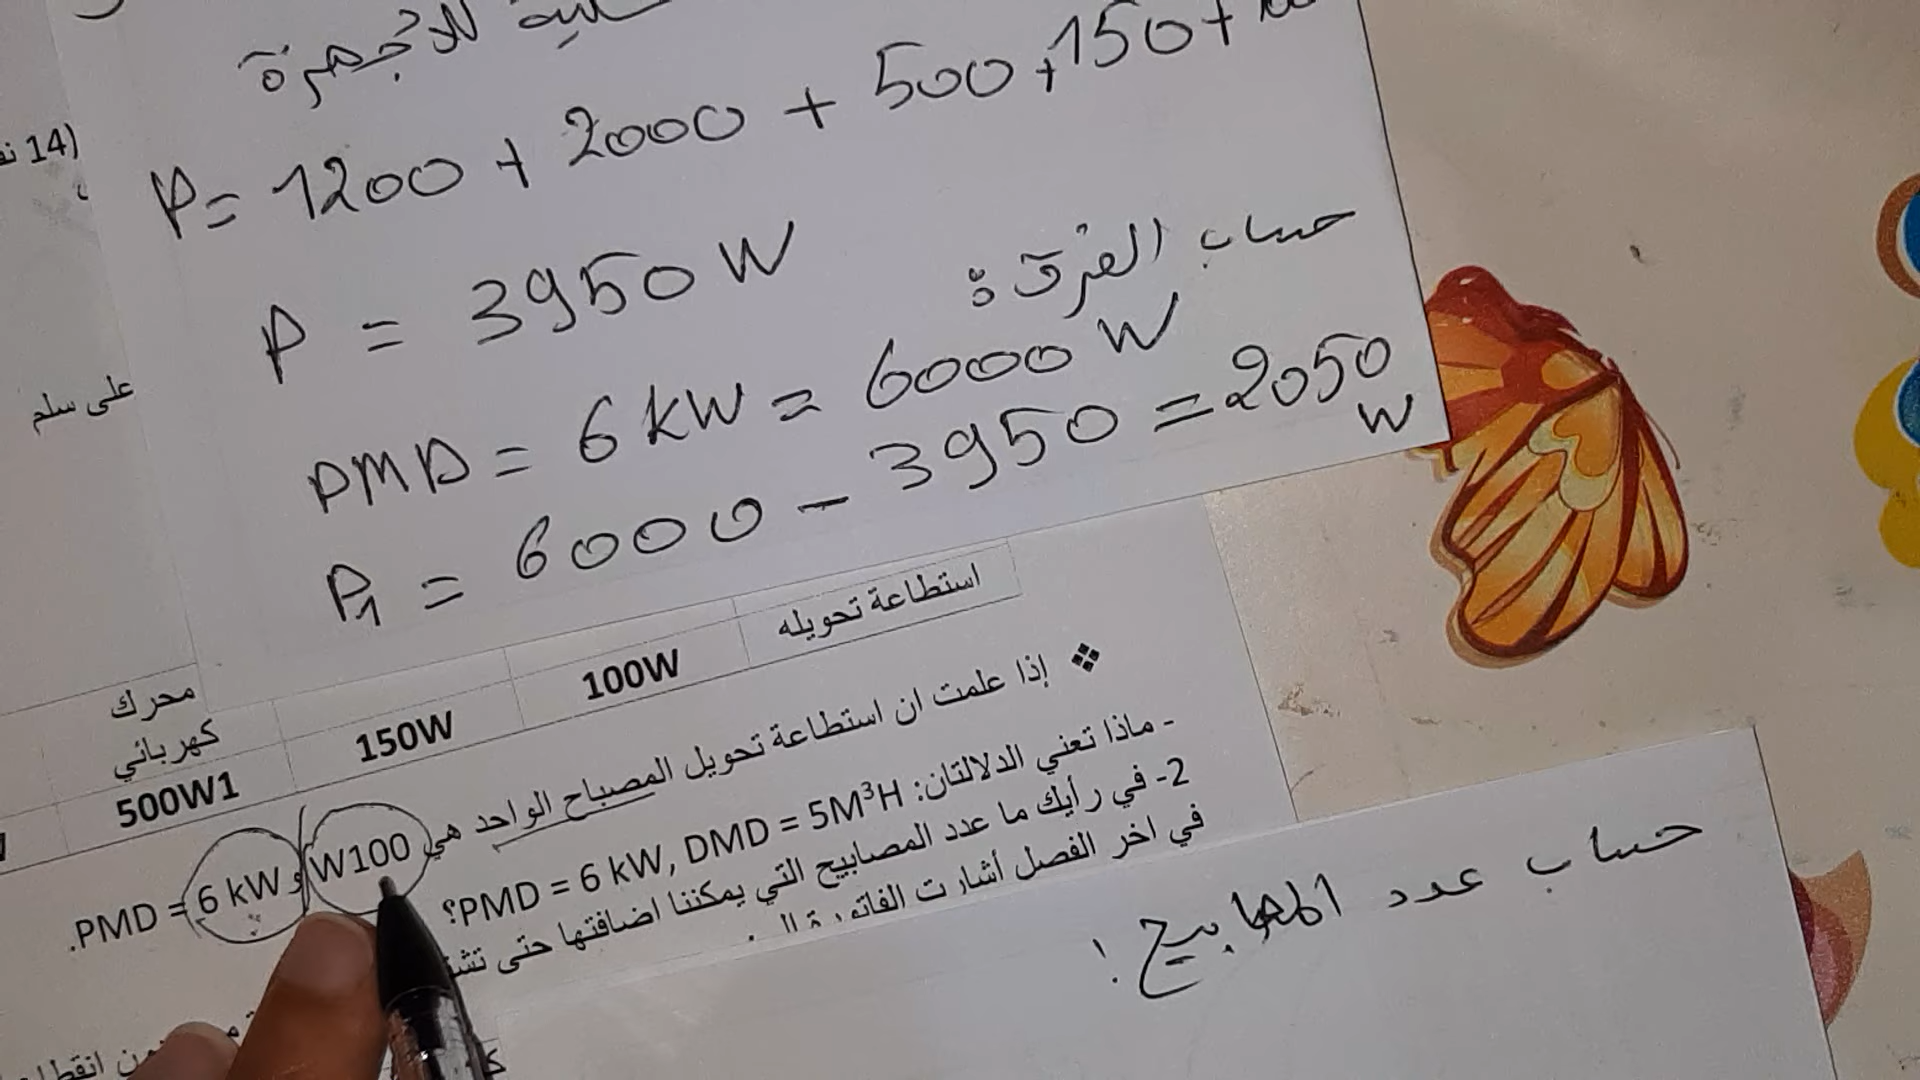 للأجهزة
P= 1200 + 2000 + 500 + 150 +
P = 3950 W
حساب الفرق:
PMD = 6 kW = 6000 W
P1 = 6000 - 3950 = 2050 W
14)
على سلم
محرك كهربائي
500W1
150W
100W
استطاعة تحويله
❖ إذا علمت ان استطاعة تحويل المصباح الواحد هي W100 و PMD = 6 kW.
- ماذا تعني الدلالتان: PMD = 6 kW, DMD = 5M³H؟
2- في رأيك ما عدد المصابيح التي يمكننا اضافتها حتى
في اخر الفصل أشارت الفاتورة
حساب عدد المصابيح: